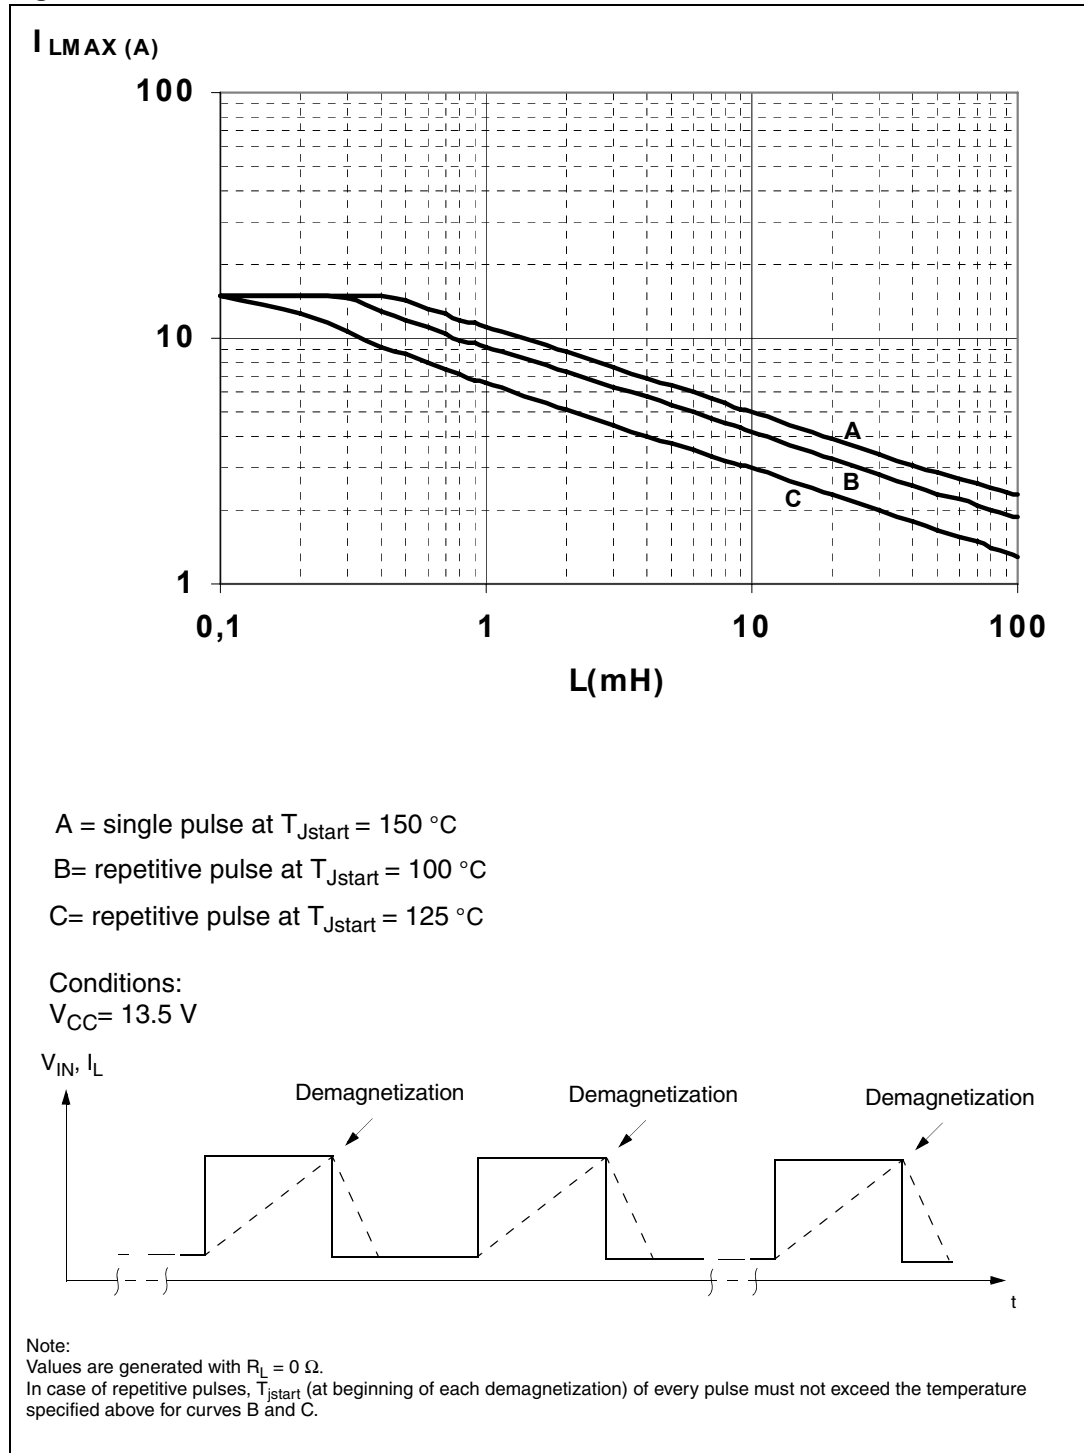 I LMAX (A)
100
10
1
A
B
C
0,1 1 10 100
L(mH)
A = single pulse at TJstart = 150 °C
B= repetitive pulse at TJstart = 100 °C
C= repetitive pulse at TJstart = 125 °C
Conditions:
VCC= 13.5 V
VIN, IL
Demagnetization Demagnetization Demagnetization
t
Note:
Values are generated with RL = 0 Ω.
In case of repetitive pulses, Tjstart (at beginning of each demagnetization) of every pulse must not exceed the temperature
specified above for curves B and C.